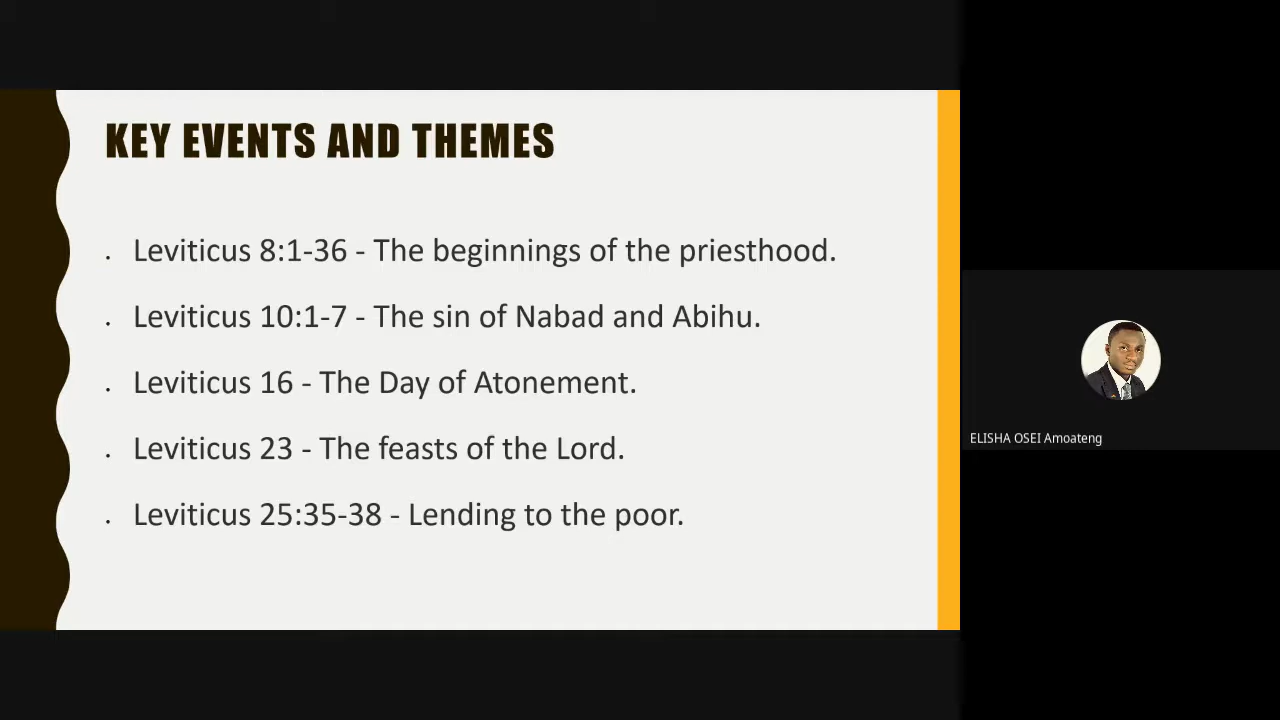 KEY EVENTS AND THEMES
. Leviticus 8:1-36 - The beginnings of the priesthood.
. Leviticus 10:1-7 - The sin of Nabad and Abihu.
. Leviticus 16 - The Day of Atonement.
. Leviticus 23 - The feasts of the Lord.
. Leviticus 25:35-38 - Lending to the poor.
ELISHA OSEI Amoateng